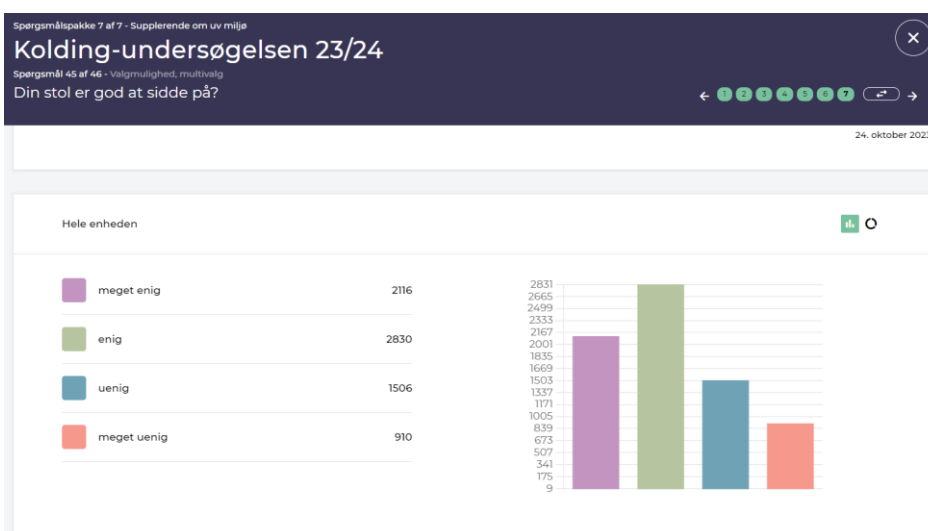 Spørgsmålspakke 7 af 7 - Supplerende om uv miljø
Kolding-undersøgelsen 23/24
Spørgsmål 45 af 46 - Valgmulighed, multivalg
Din stol er god at sidde på?
1 2 3 4 5 6 7
24. oktober 2023
Hele enheden
meget enig 2116
enig 2830
uenig 1506
meget uenig 910
2831
2665
2499
2333
2167
2001
1835
1669
1503
1337
1171
1005
839
673
507
341
175
9